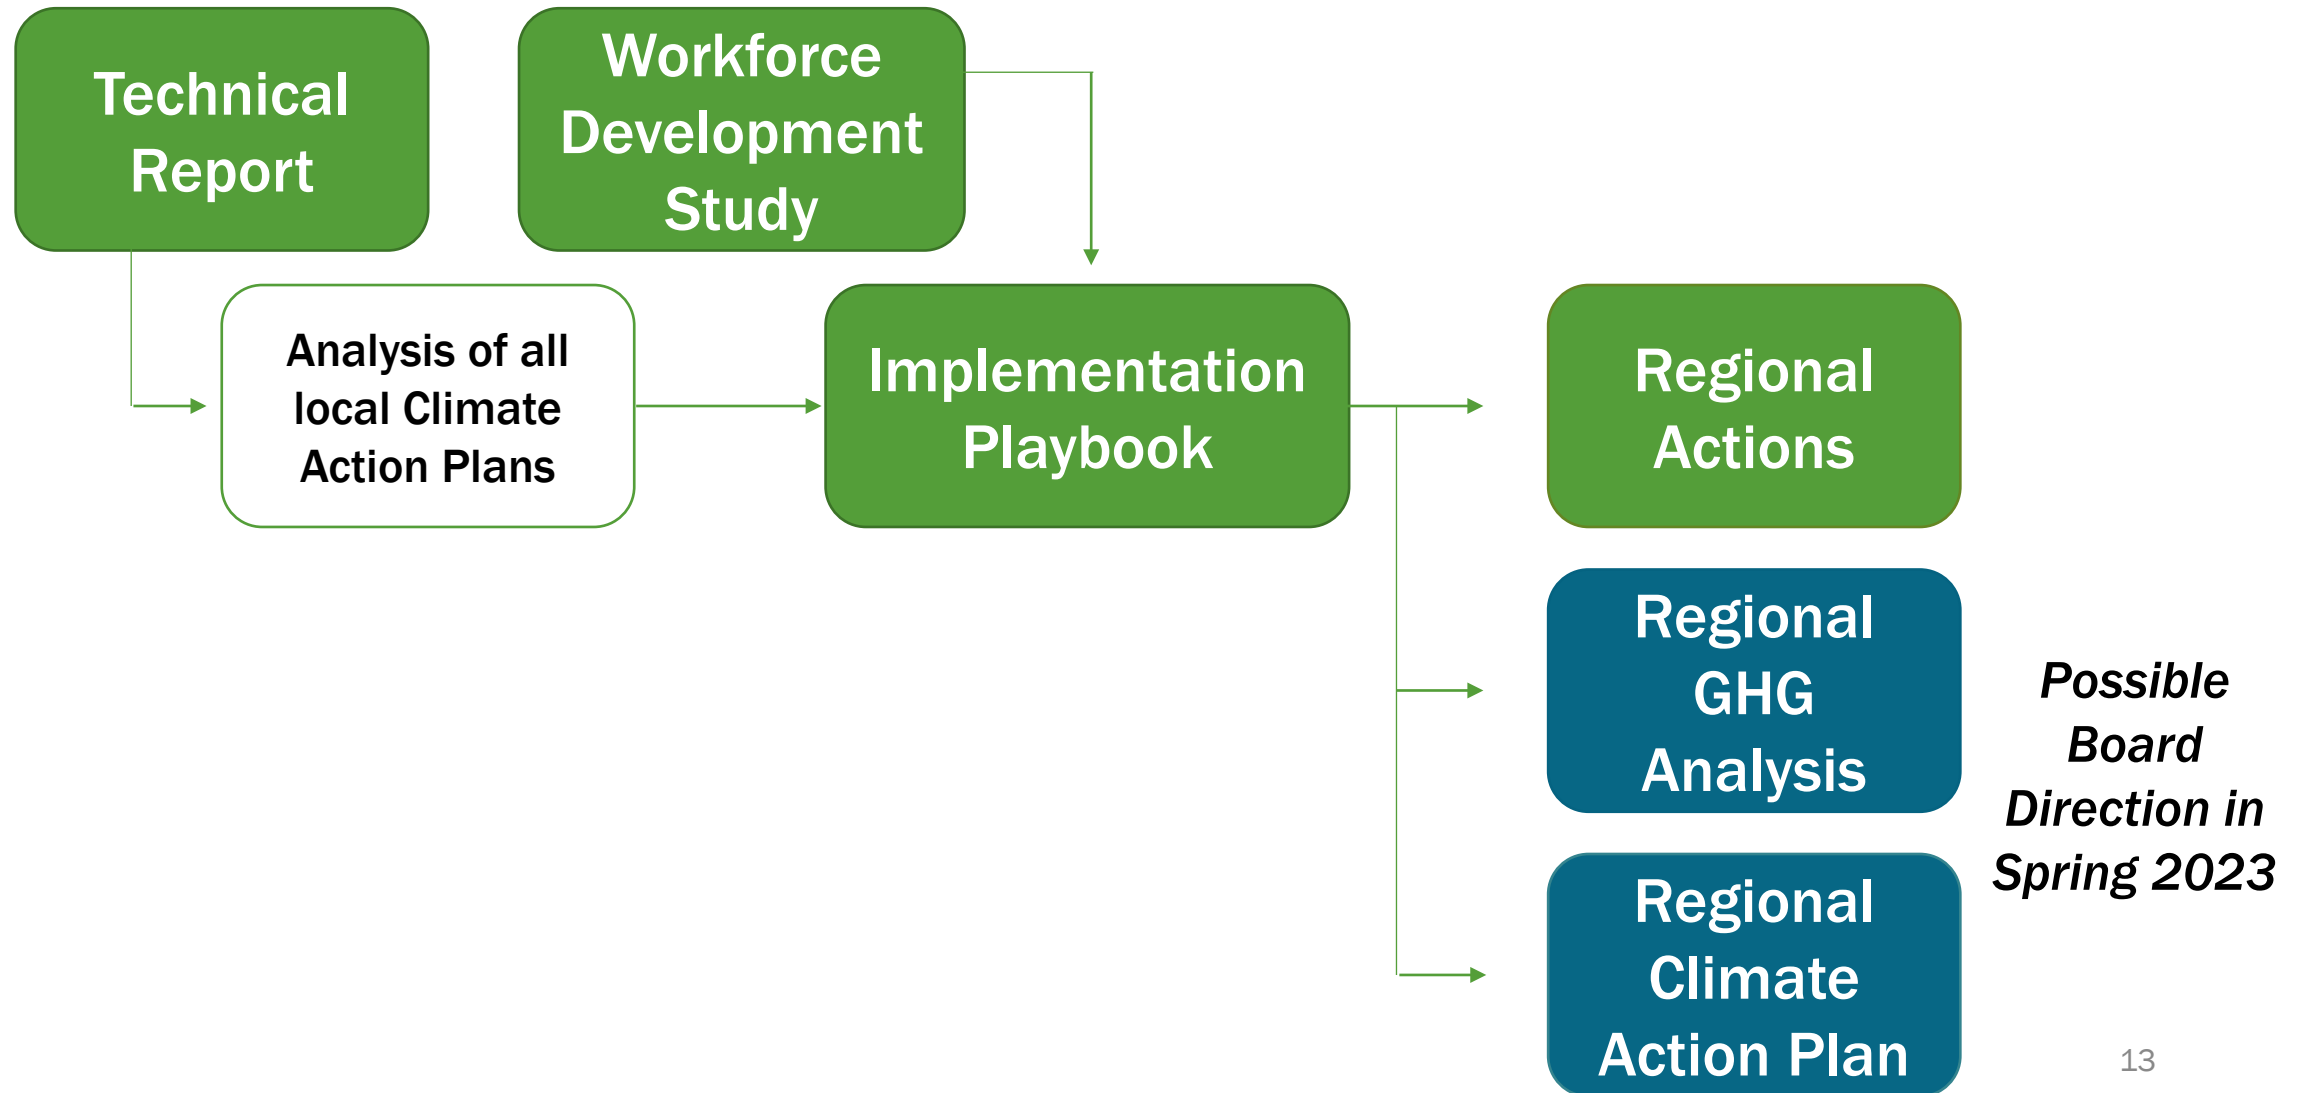 Technical
Report
Workforce
Development
Study
Analysis of all
local Climate
Action Plans
Implementation
Playbook
Regional
Actions
Regional
GHG
Analysis
Regional
Climate
Action Plan
Possible
Board
Direction in
Spring 2023
13